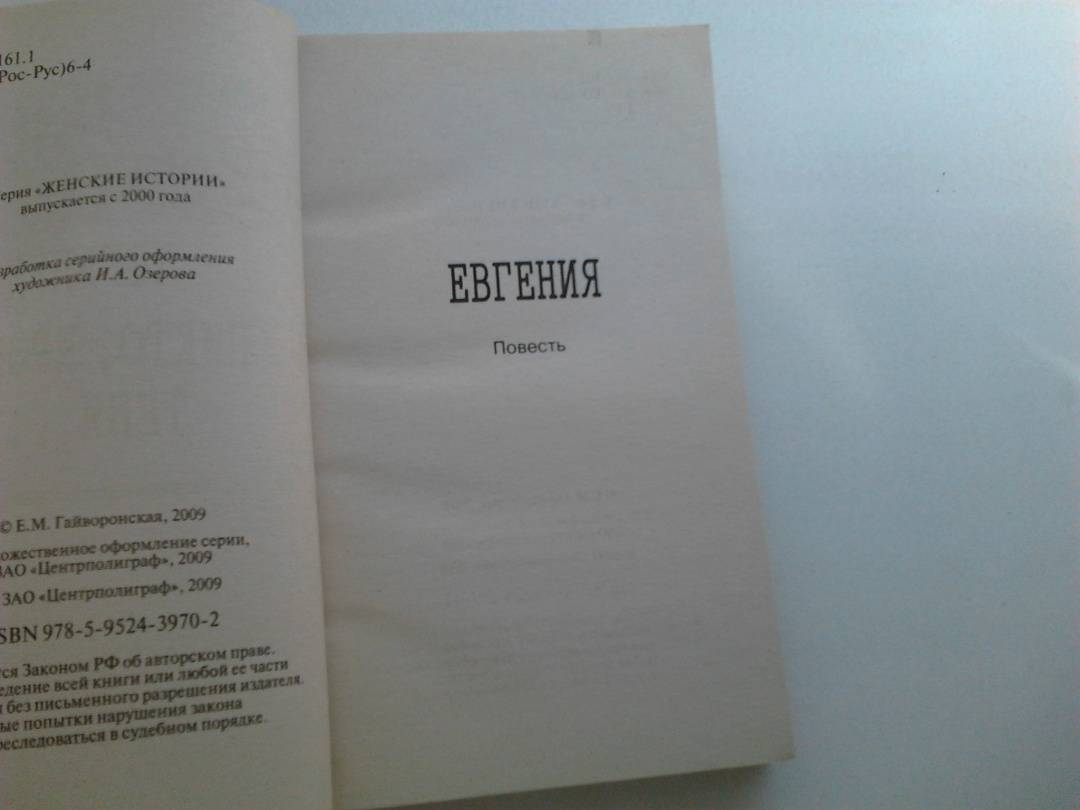 161.1
Рос-Рус)6-4
ерия «ЖЕНСКИЕ ИСТОРИИ»
выпускается с 2000 года
зработка серийного оформления
художника И.А. Озерова
© Е.М. Гайворонская, 2009
ожественное оформление серии,
ЗАО «Центрполиграф», 2009
ЗАО «Центрполиграф», 2009
SBN 978-5-9524-3970-2
тся Законом РФ об авторском праве.
едение всей книги или любой ее части
я без письменного разрешения издателя.
ые попытки нарушения закона
реследоваться в судебном порядке.
ЕВГЕНИЯ
Повесть